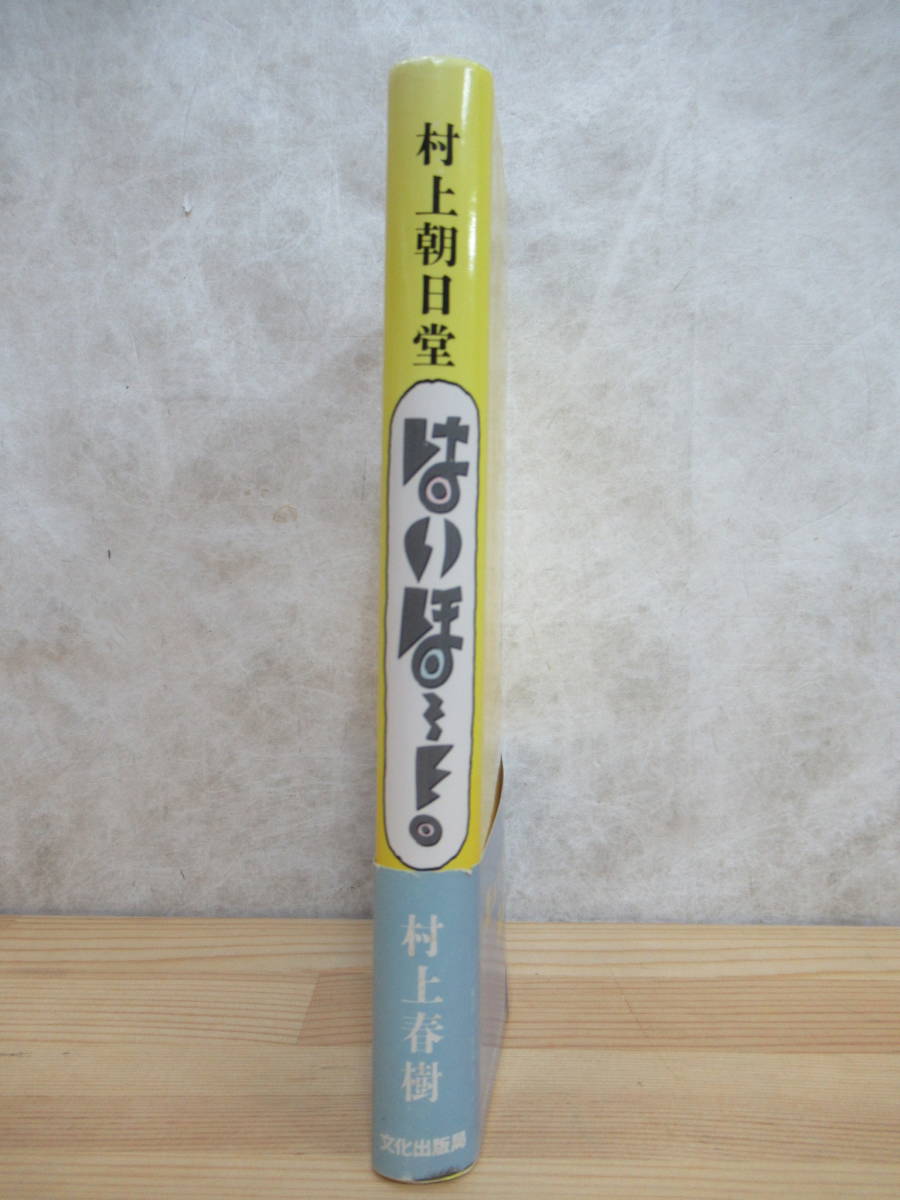 村上朝日堂
はいほー!
村上春樹
文化出版局